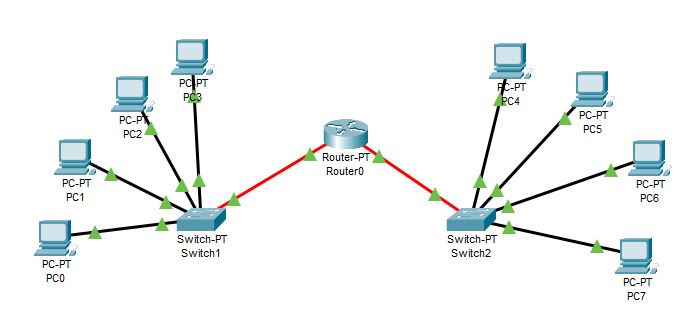 PC-PT
PC3
PC-PT
PC2
PC-PT
PC1
PC-PT
PC0
Switch-PT
Switch1
Router-PT
Router0
PC-PT
PC4
PC-PT
PC5
PC-PT
PC6
Switch-PT
Switch2
PC-PT
PC7